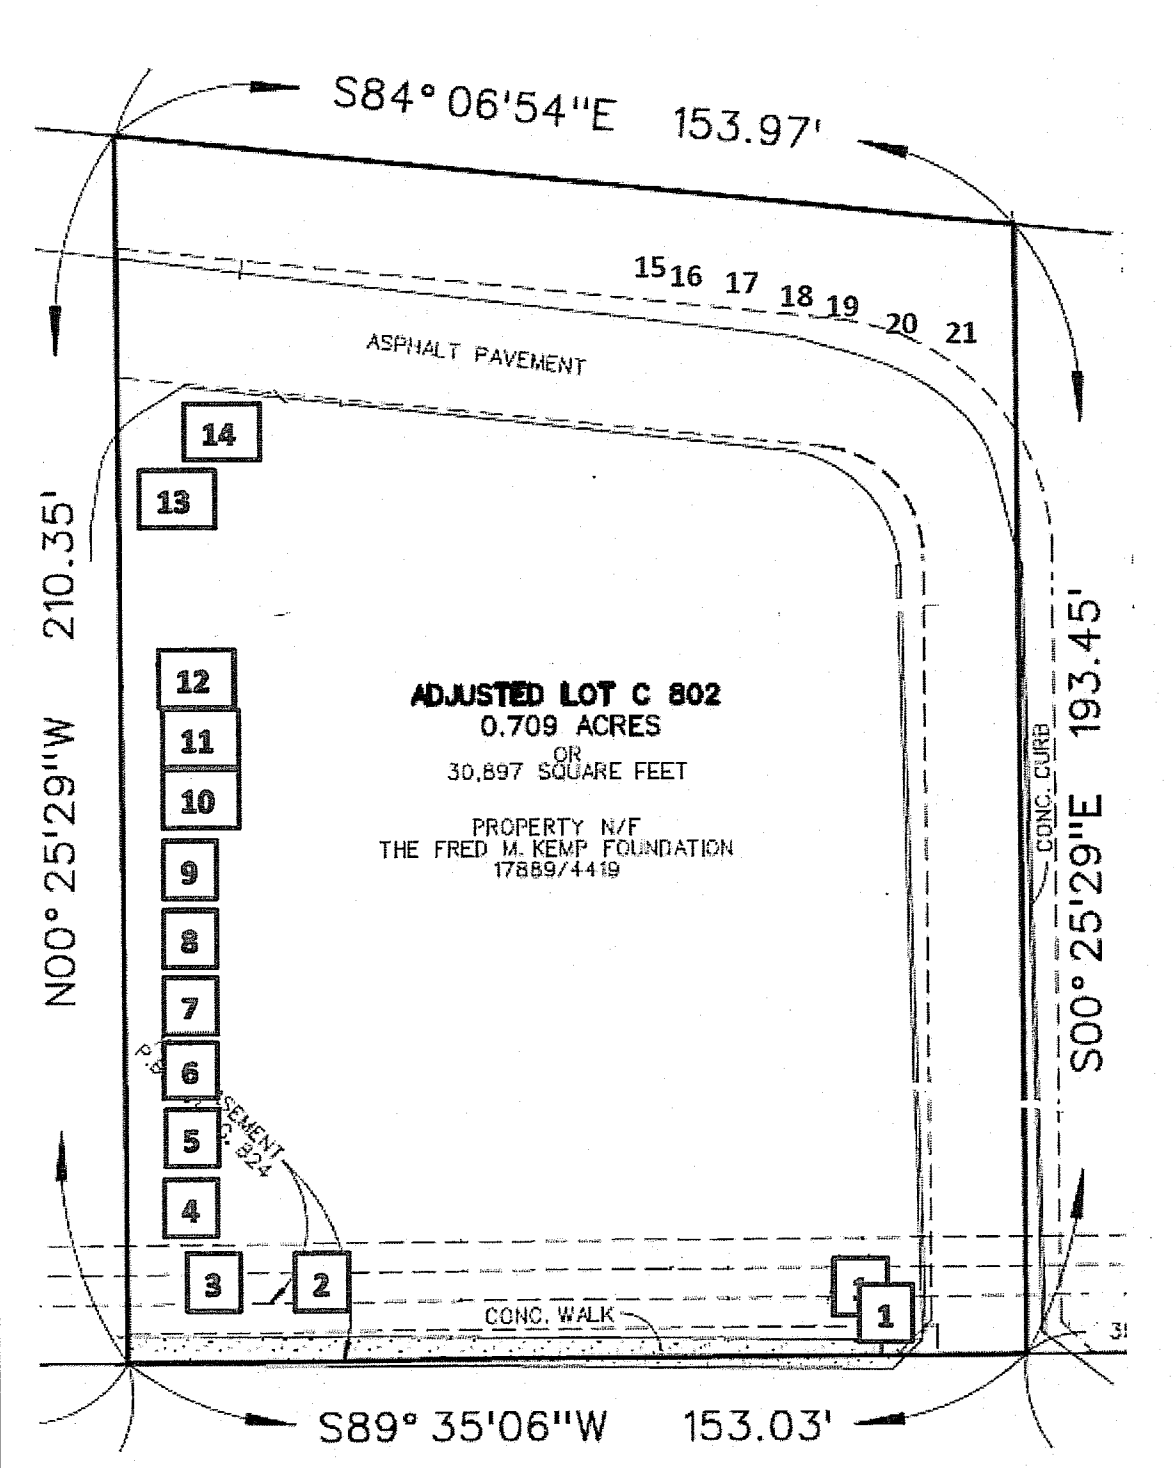 S84° 06'54"E 153.97'
15 16 17 18 19 20 21
ASPHALT PAVEMENT
14
13
210.35'
N00° 25'29"W
12
11
10
9
8
7
6
5
4
3
2
1
1
ADJUSTED LOT C 802
0.709 ACRES
OR
30,897 SQUARE FEET
PROPERTY N/F
THE FRED M. KEMP FOUNDATION
17889/4419
CONC. CURB
S00° 25'29"E 193.45'
SEMENT
824
CONC. WALK
S89° 35'06"W 153.03'